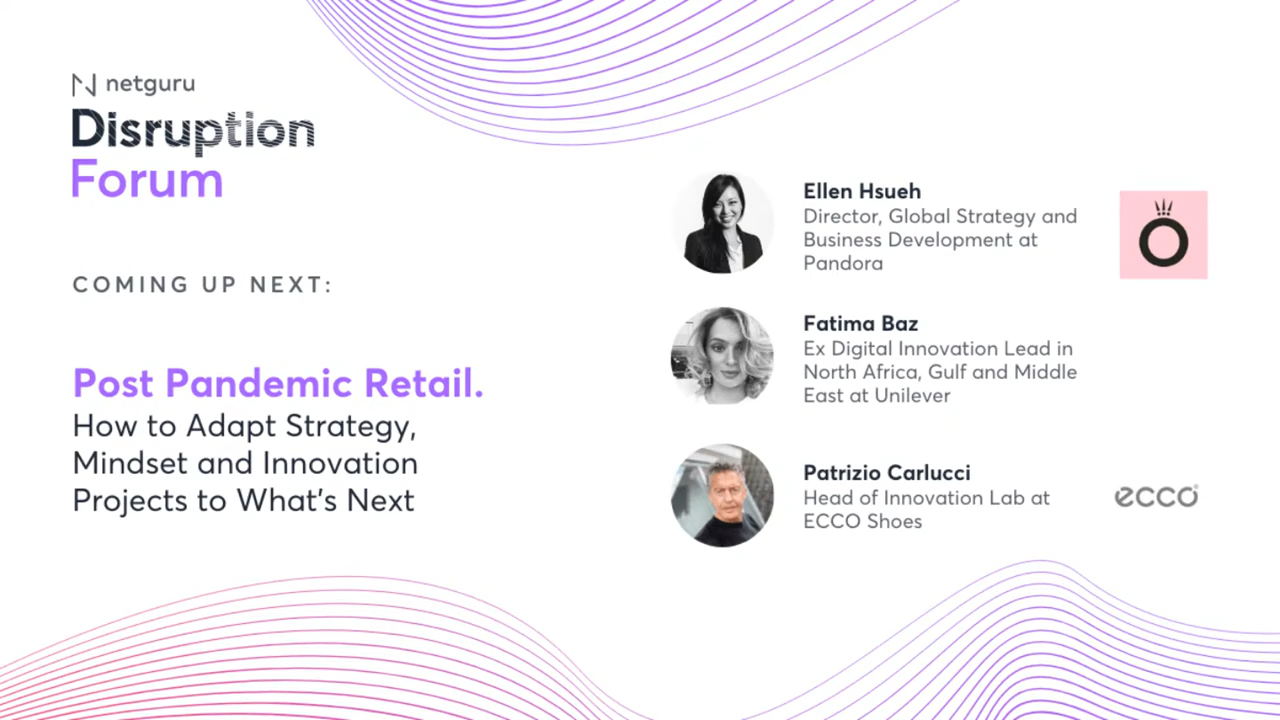 netguru
Disruption
Forum
COMING UP NEXT:
Post Pandemic Retail.
How to Adapt Strategy,
Mindset and Innovation
Projects to What's Next
Ellen Hsueh
Director, Global Strategy and
Business Development at
Pandora
Fatima Baz
Ex Digital Innovation Lead in
North Africa, Gulf and Middle
East at Unilever
Patrizio Carlucci
Head of Innovation Lab at
ECCO Shoes
ecco